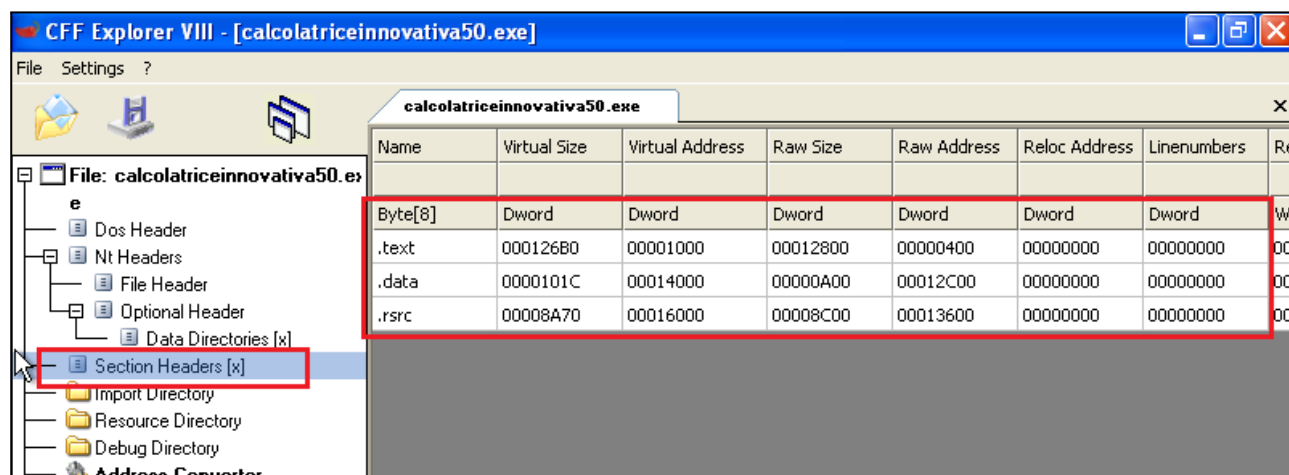 CFF Explorer VIII - [calcolatriceinnovativa50.exe]
File Settings ?
calcolatriceinnovativa50.exe
File: calcolatriceinnovativa50.ex
e
Dos Header
Nt Headers
File Header
Optional Header
Data Directories [x]
Section Headers [x]
Import Directory
Resource Directory
Debug Directory
Address Converter
Name Virtual Size Virtual Address Raw Size Raw Address Reloc Address Linenumbers
Byte[8] Dword Dword Dword Dword Dword Dword
.text 000126B0 00001000 00012800 00000400 00000000 00000000
.data 0000101C 00014000 00000A00 00012C00 00000000 00000000
.rsrc 00008A70 00016000 00008C00 00013600 00000000 00000000